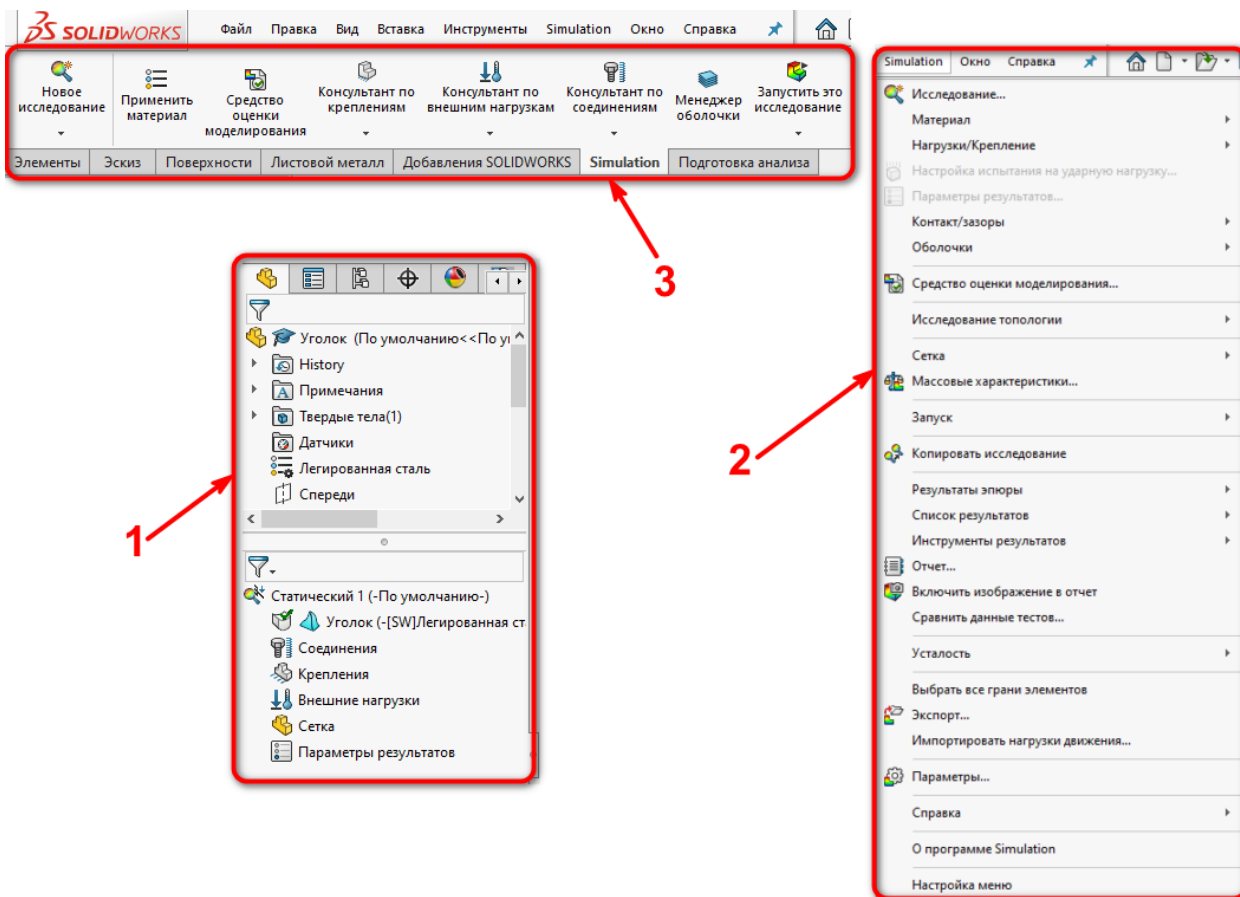 SOLIDWORKS Файл Правка Вид Вставка Инструменты Simulation Окно Справка
Новое исследование
Применить материал
Средство оценки моделирования
Консультант по креплениям
Консультант по внешним нагрузкам
Консультант по соединениям
Менеджер оболочки
Запустить это исследование
Элементы Эскиз Поверхности Листовой металл Добавления SOLIDWORKS Simulation Подготовка анализа
3
Уголок (По умолчанию<<По
History
Примечания
Твердые тела(1)
Датчики
Легированная сталь
Спереди
1
Статический 1 (-По умолчанию-)
Уголок (-[SW]Легированная ст
Соединения
Крепления
Внешние нагрузки
Сетка
Параметры результатов
2
Simulation Окно Справка
Исследование...
Материал
Нагрузки/Крепление
Настройка испытания на ударную нагрузку...
Параметры результатов...
Контакт/зазоры
Оболочки
Средство оценки моделирования...
Исследование топологии
Сетка
Массовые характеристики...
Запуск
Копировать исследование
Результаты эпюры
Список результатов
Инструменты результатов
Отчет...
Включить изображение в отчет
Сравнить данные тестов...
Усталость
Выбрать все грани элементов
Экспорт...
Импортировать нагрузки движения...
Параметры...
Справка
О программе Simulation
Настройка меню